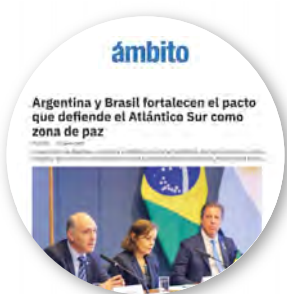 ámbito
Argentina y Brasil fortalecen el pacto
que defiende el Atlántico Sur como
zona de paz